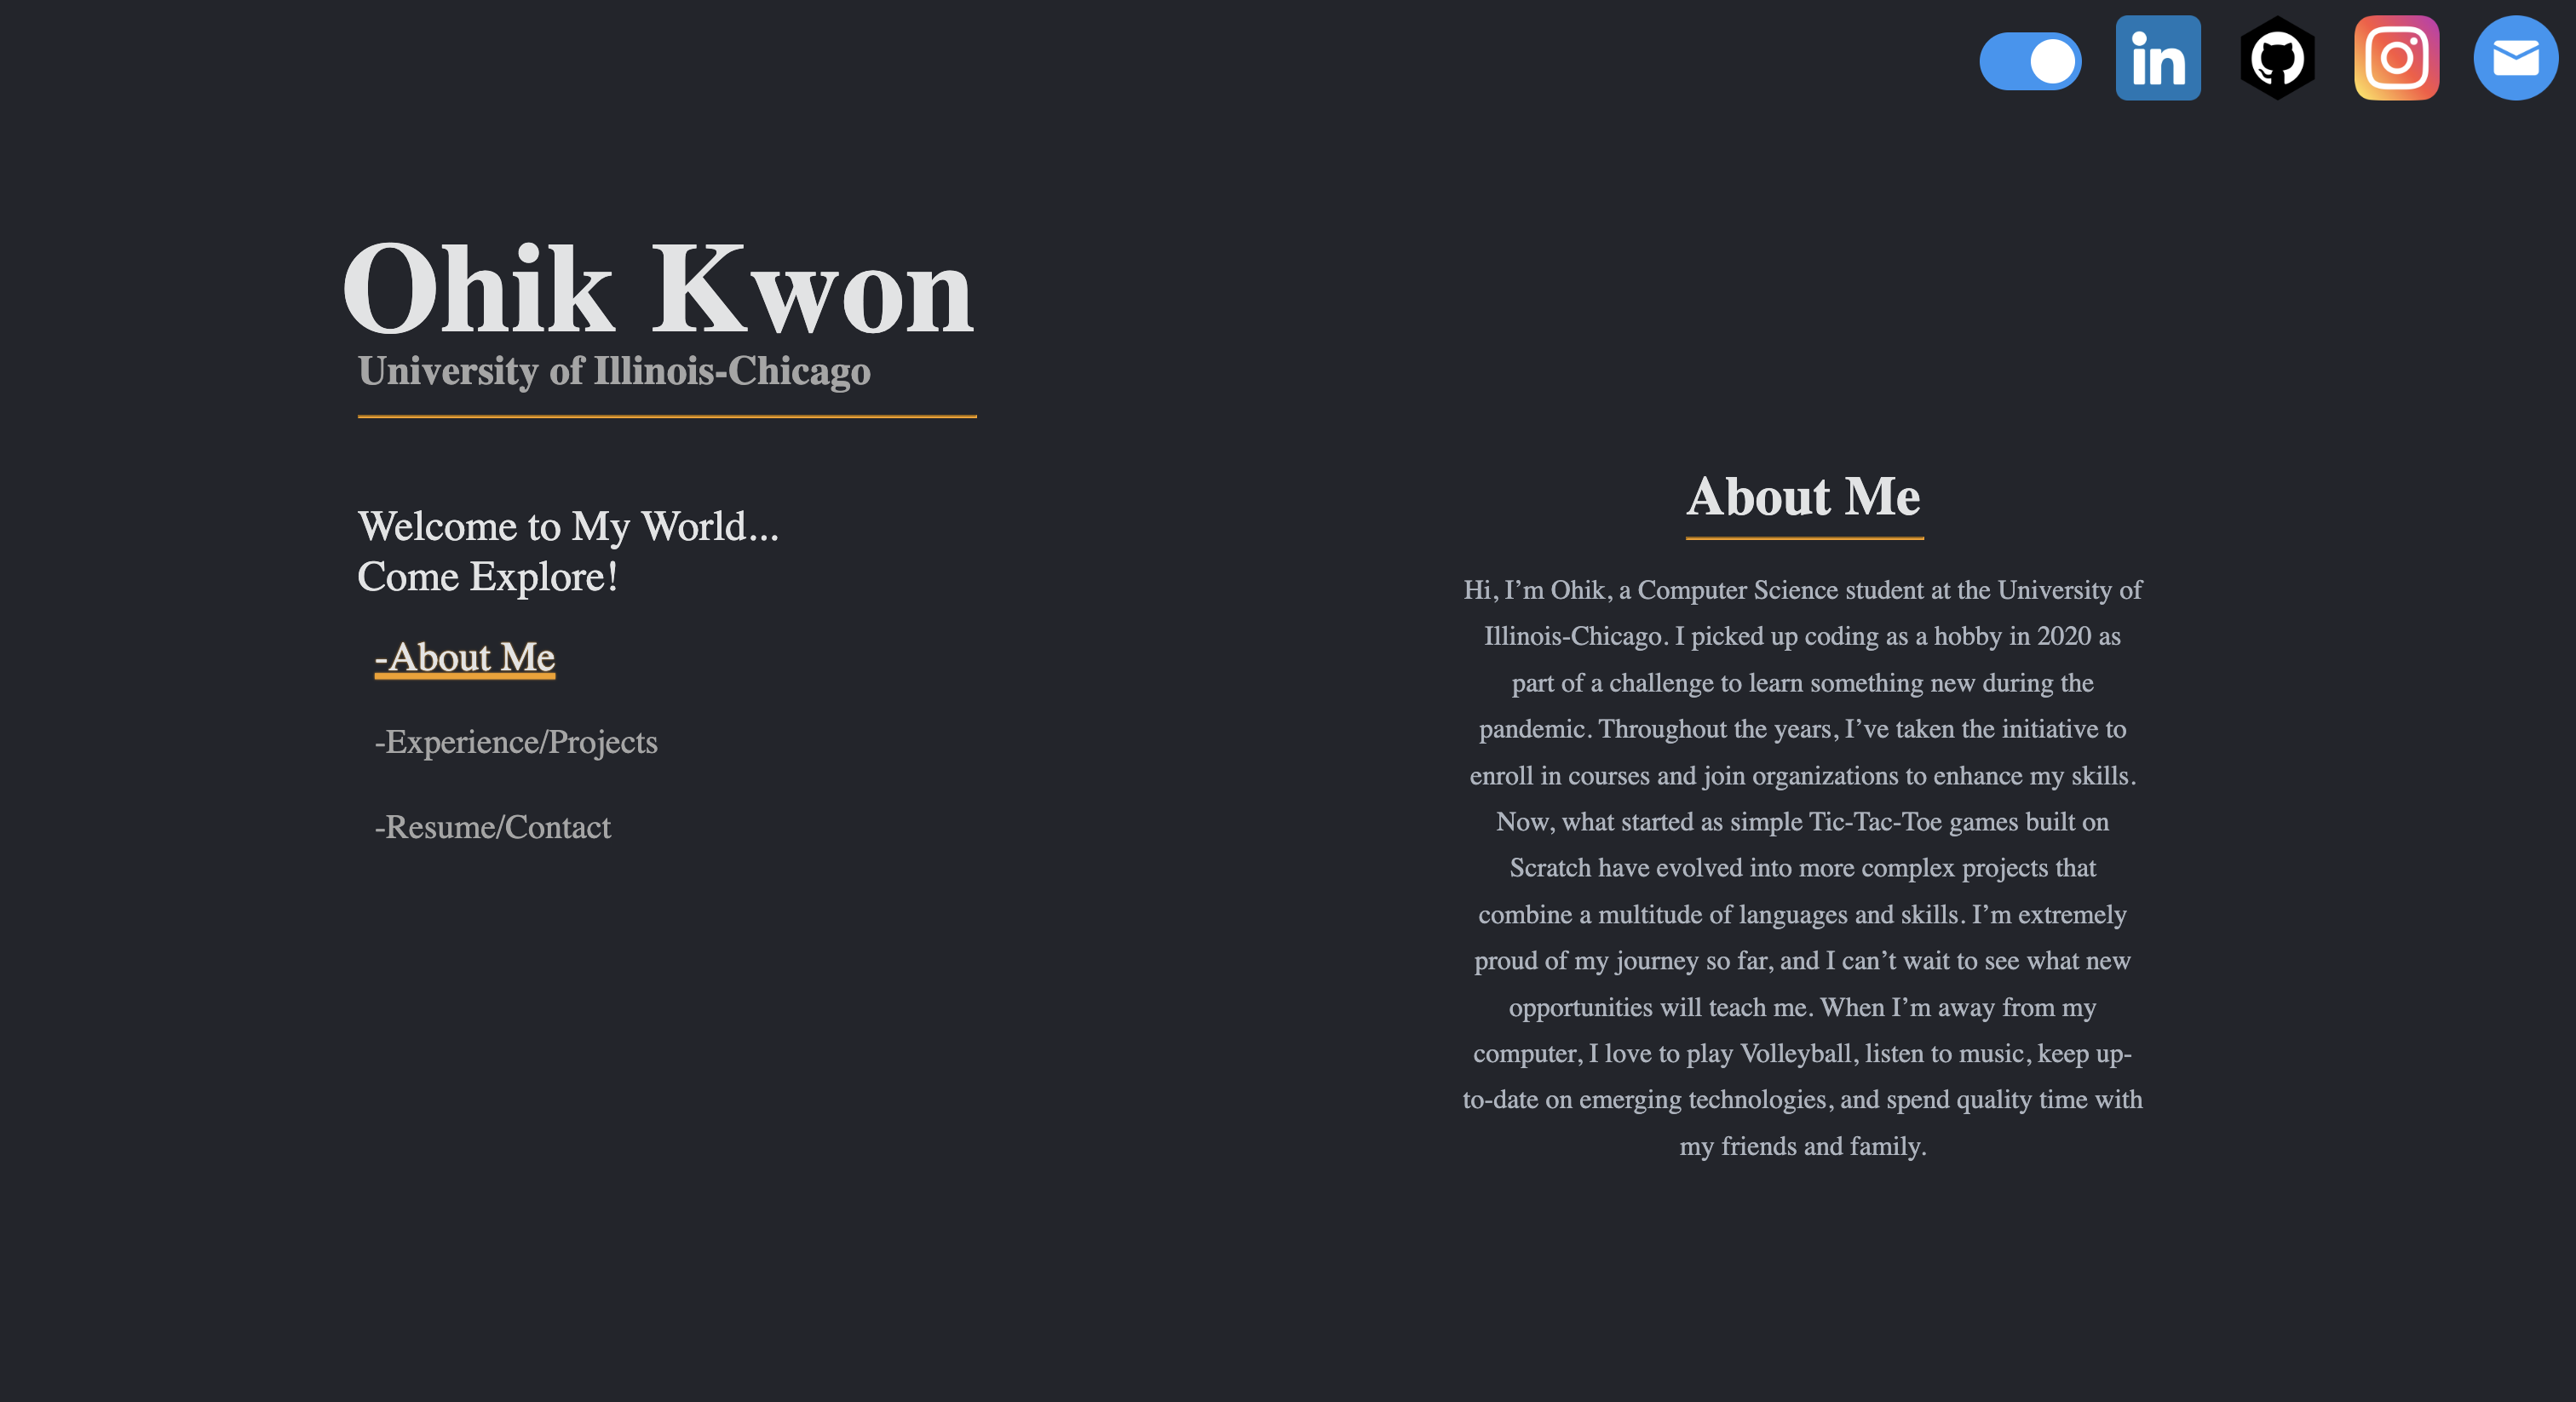 in
Ohik Kwon
University of Illinois-Chicago
Welcome to My World...
Come Explore!
-About Me
-Experience/Projects
-Resume/Contact
About Me
Hi, I’m Ohik, a Computer Science student at the University of
Illinois-Chicago. I picked up coding as a hobby in 2020 as
part of a challenge to learn something new during the
pandemic. Throughout the years, I’ve taken the initiative to
enroll in courses and join organizations to enhance my skills.
Now, what started as simple Tic-Tac-Toe games built on
Scratch have evolved into more complex projects that
combine a multitude of languages and skills. I’m extremely
proud of my journey so far, and I can’t wait to see what new
opportunities will teach me. When I’m away from my
computer, I love to play Volleyball, listen to music, keep up-
to-date on emerging technologies, and spend quality time with
my friends and family.